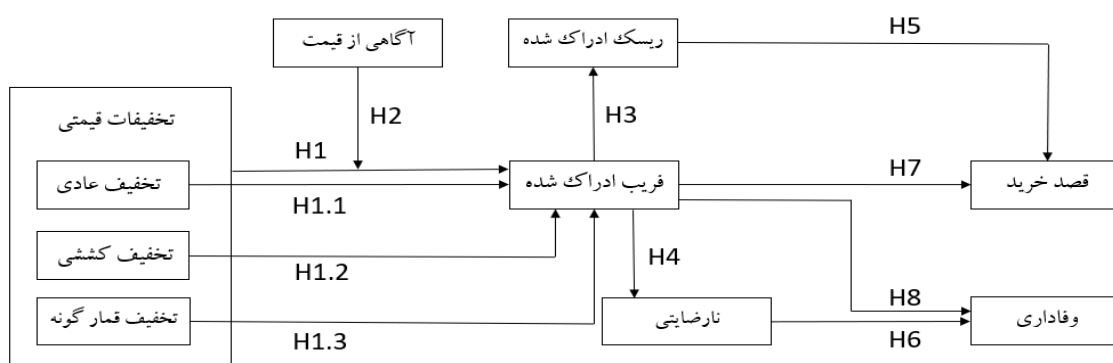 آگاهی از قیمت
ریسک ادراک شده
H5
H2
H3
تخفیفات قیمتی
H1
تخفیف عادی
فریب ادراک شده
H7
قصد خرید
H1.1
تخفیف کششی
H1.2
H4
تخفیف قمار گونه
نارضایتی
H8
وفاداری
H1.3
H6